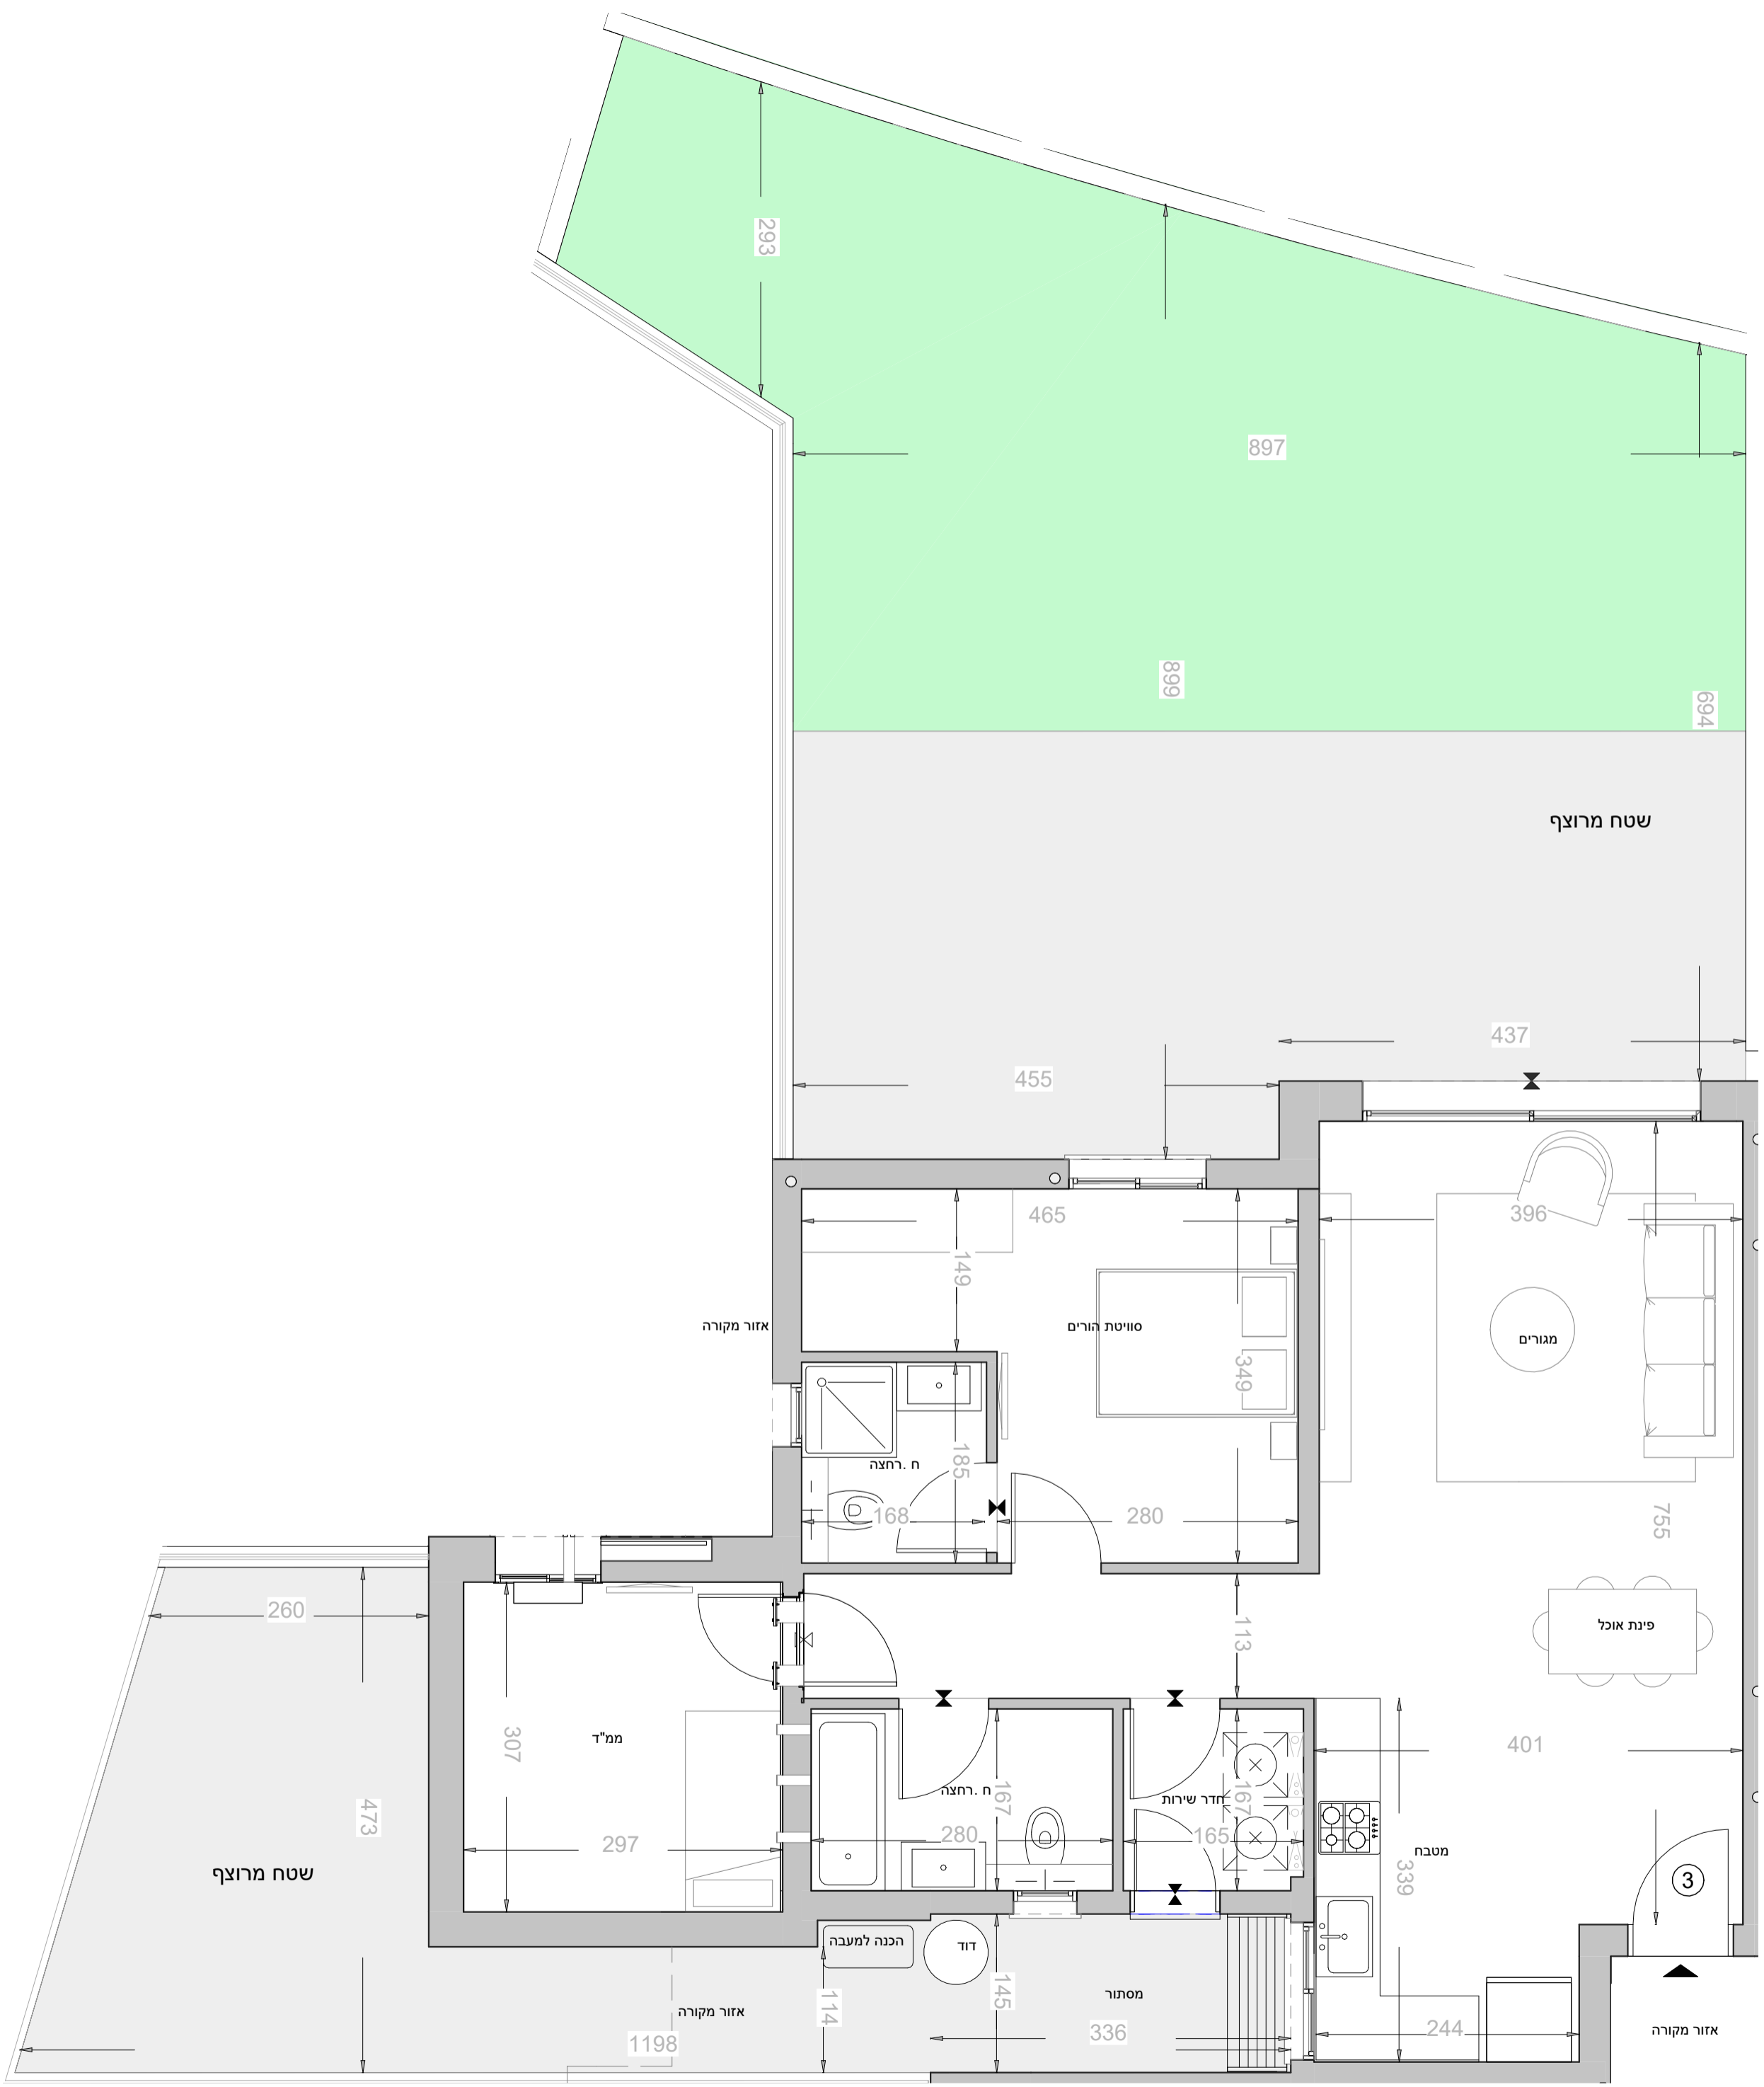 293
897
899
694
שטח מרוצף
437
455
465
396
149
אזור מקורה
סוויטת הורים
מגורים
349
185
ח .רחצה
168
280
755
260
113
פינת אוכל
307
ממ"ד
401
473
ח .רחצה
167
חדר שירות
167
297
280
165
מטבח
339
שטח מרוצף
3
הכנה למעבה
דוד
מסתור
114
145
אזור מקורה
1198
336
244
אזור מקורה